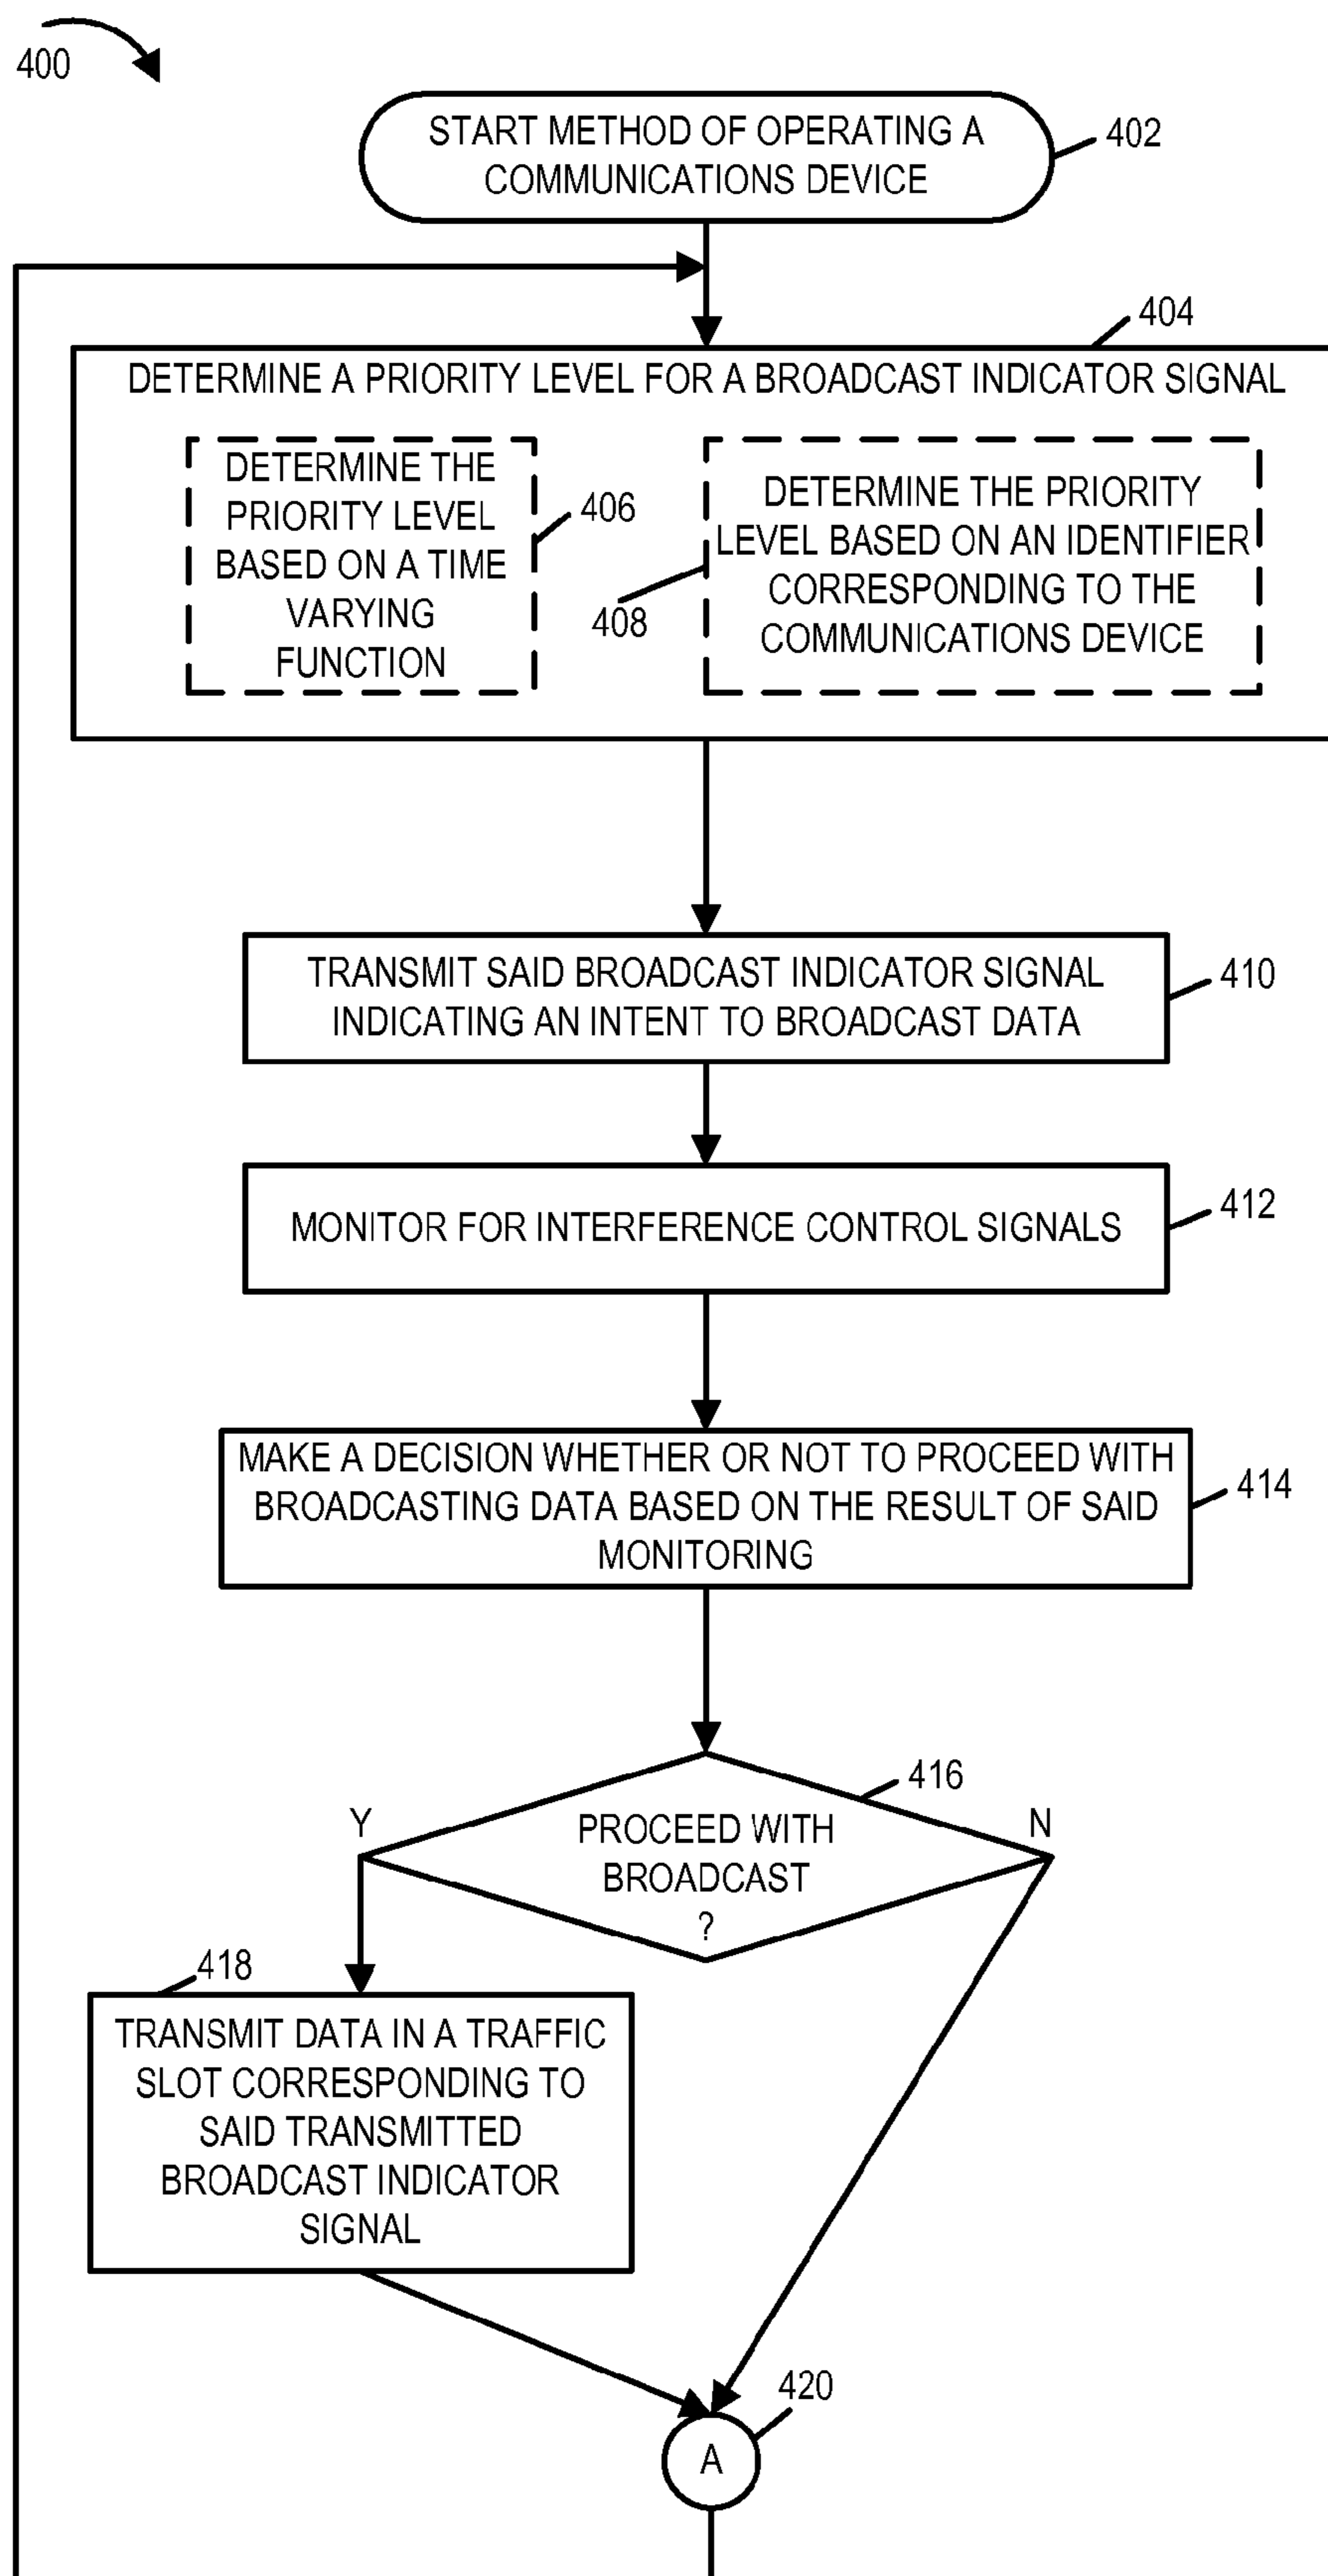 400
START METHOD OF OPERATING A
COMMUNICATIONS DEVICE
402
404
DETERMINE A PRIORITY LEVEL FOR A BROADCAST INDICATOR SIGNAL
DETERMINE THE
PRIORITY LEVEL
BASED ON A TIME
VARYING
FUNCTION
406
408
DETERMINE THE PRIORITY
LEVEL BASED ON AN IDENTIFIER
CORRESPONDING TO THE
COMMUNICATIONS DEVICE
TRANSMIT SAID BROADCAST INDICATOR SIGNAL
INDICATING AN INTENT TO BROADCAST DATA
410
MONITOR FOR INTERFERENCE CONTROL SIGNALS
412
MAKE A DECISION WHETHER OR NOT TO PROCEED WITH
BROADCASTING DATA BASED ON THE RESULT OF SAID
MONITORING
414
416
Y
PROCEED WITH
BROADCAST
?
N
418
TRANSMIT DATA IN A TRAFFIC
SLOT CORRESPONDING TO
SAID TRANSMITTED
BROADCAST INDICATOR
SIGNAL
420
A